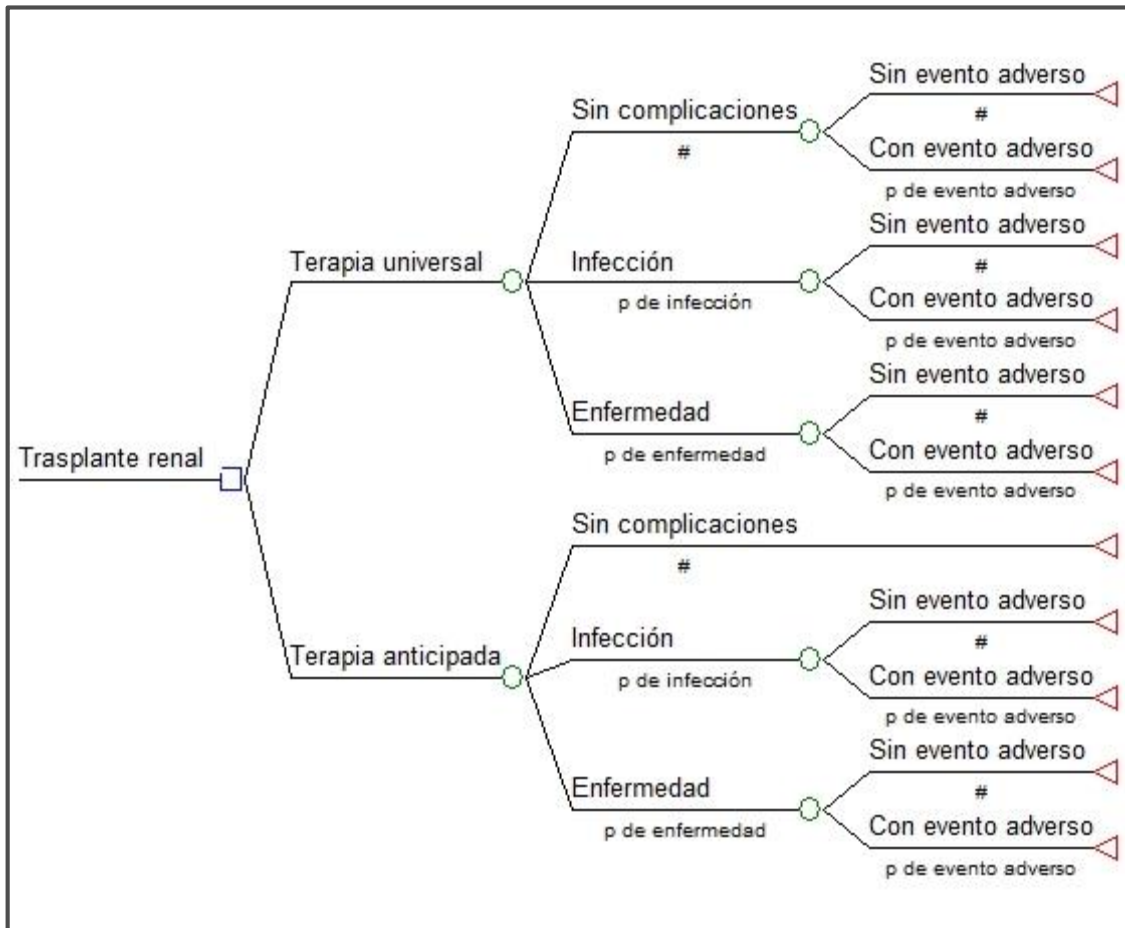 Sin evento adverso
Sin complicaciones
#
#
Con evento adverso
p de evento adverso
Sin evento adverso
Terapia universal
Infección
#
p de infección
Con evento adverso
p de evento adverso
Sin evento adverso
Enfermedad
#
p de enfermedad
Con evento adverso
Trasplante renal
p de evento adverso
Sin complicaciones
#
Sin evento adverso
Infección
#
Terapia anticipada
p de infección
Con evento adverso
p de evento adverso
Sin evento adverso
Enfermedad
#
p de enfermedad
Con evento adverso
p de evento adverso